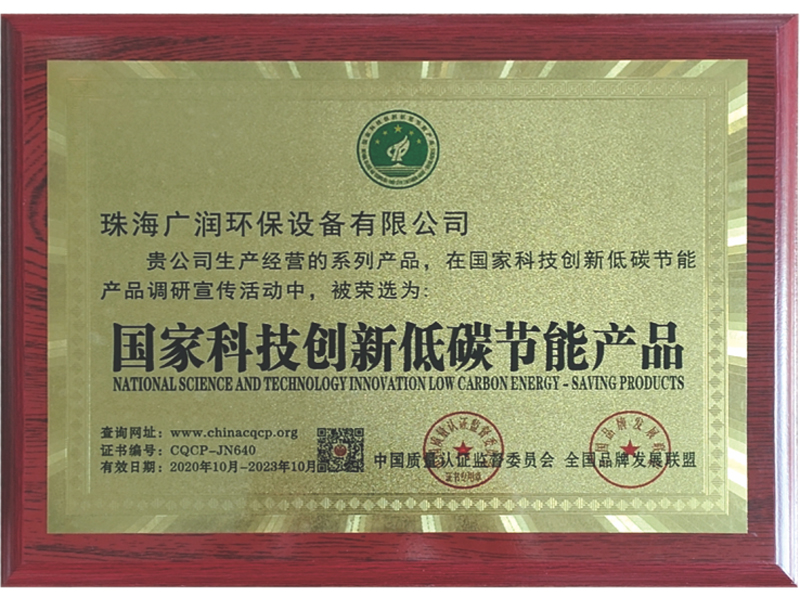 珠海广润环保设备有限公司
贵公司生产经营的系列产品，在国家科技创新低碳节能
产品调研宣传活动中，被荣选为：
国家科技创新低碳节能产品
NATIONAL SCIENCE AND TECHNOLOGY INNOVATION LOW CARBON ENERGY - SAVING PRODUCTS
查询网址：www.chinacqcp.org
证书编号：CQCP-JN640
有效日期：2020年10月-2023年10月
中国质量认证监督委员会 全国品牌发展联盟
证书专用章